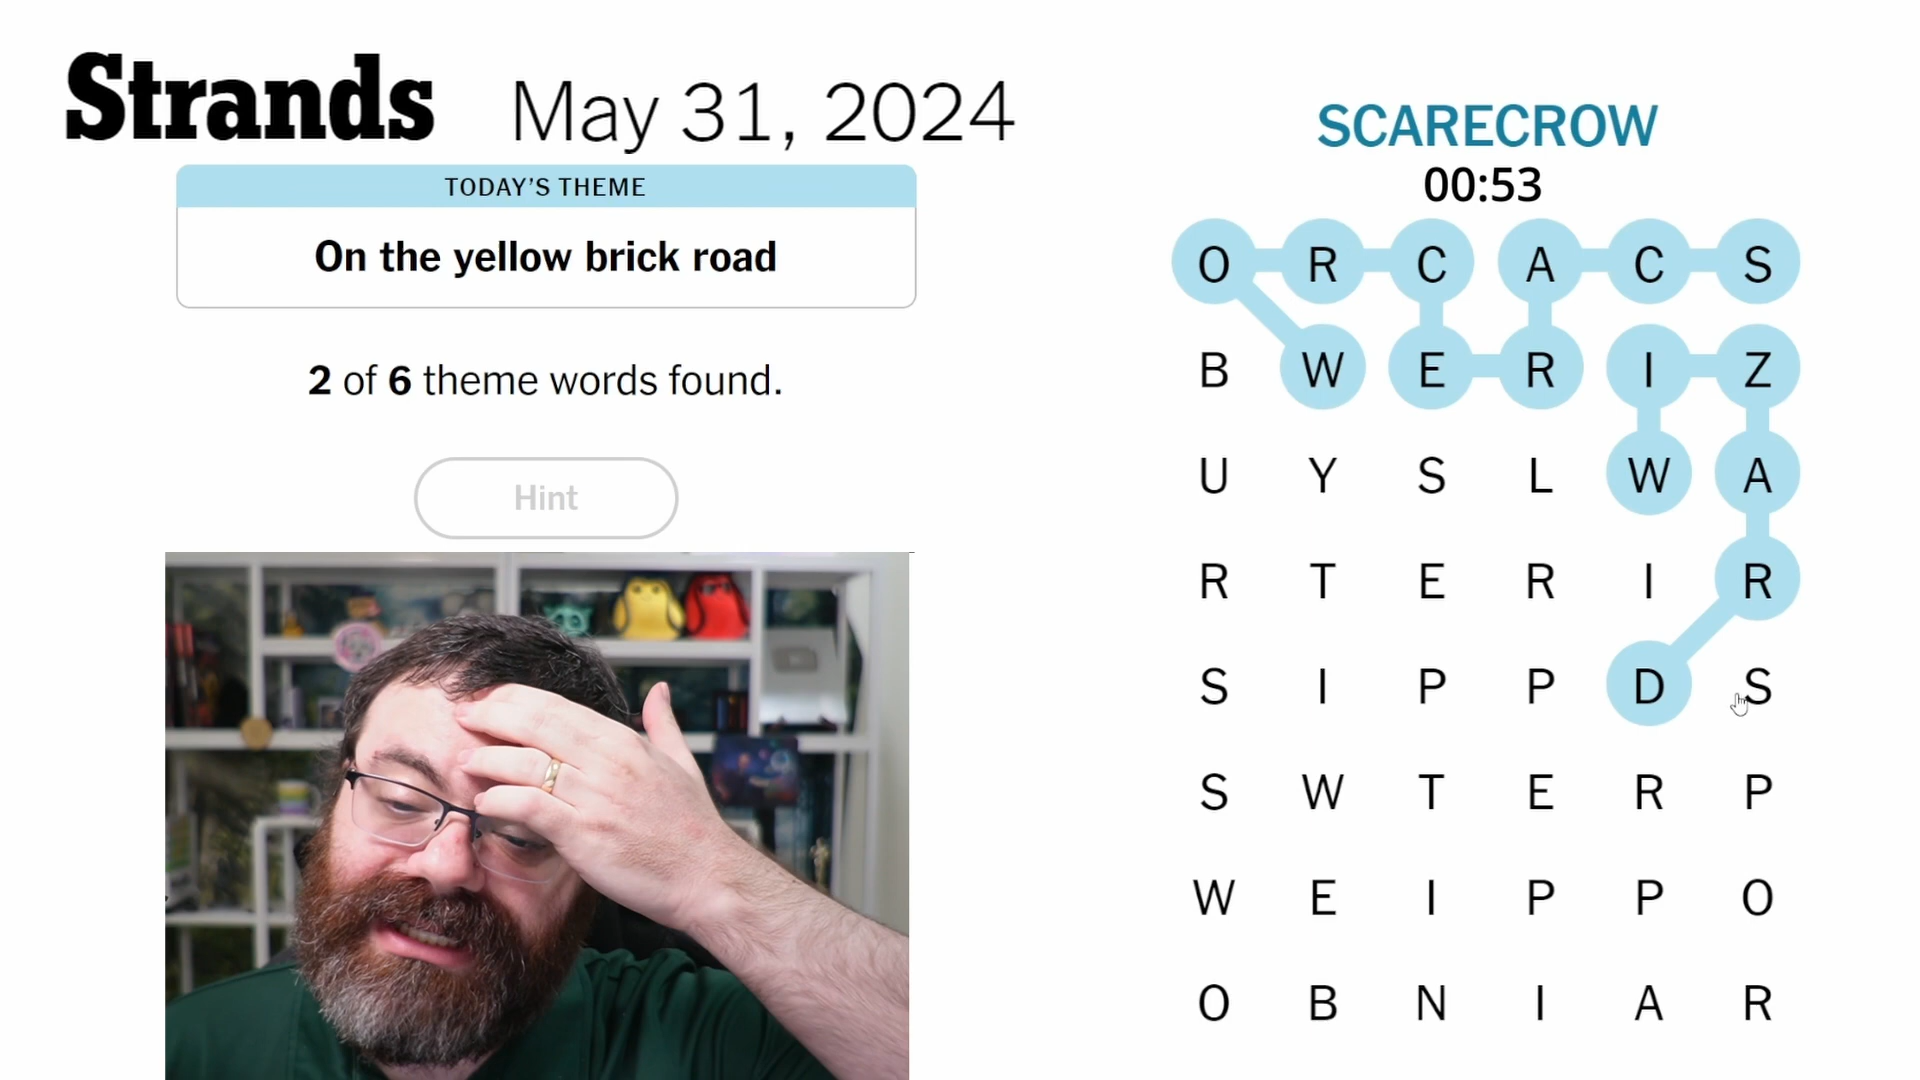 Strands May 31, 2024
TODAY'S THEME
On the yellow brick road
2 of 6 theme words found.
Hint
SCARECROW
00:53
O R C A C S
B W E R I Z
U Y S L W A
R T E R I R
S I P P D S
S W T E R P
W E I P P O
O B N I A R